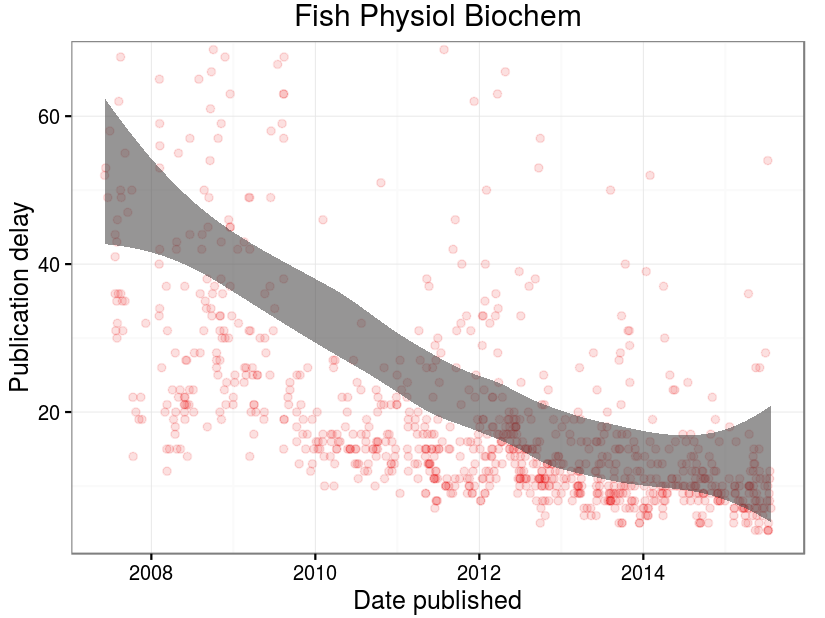 Fish Physiol Biochem
Publication delay
60
40
20
2008 2010 2012 2014
Date published